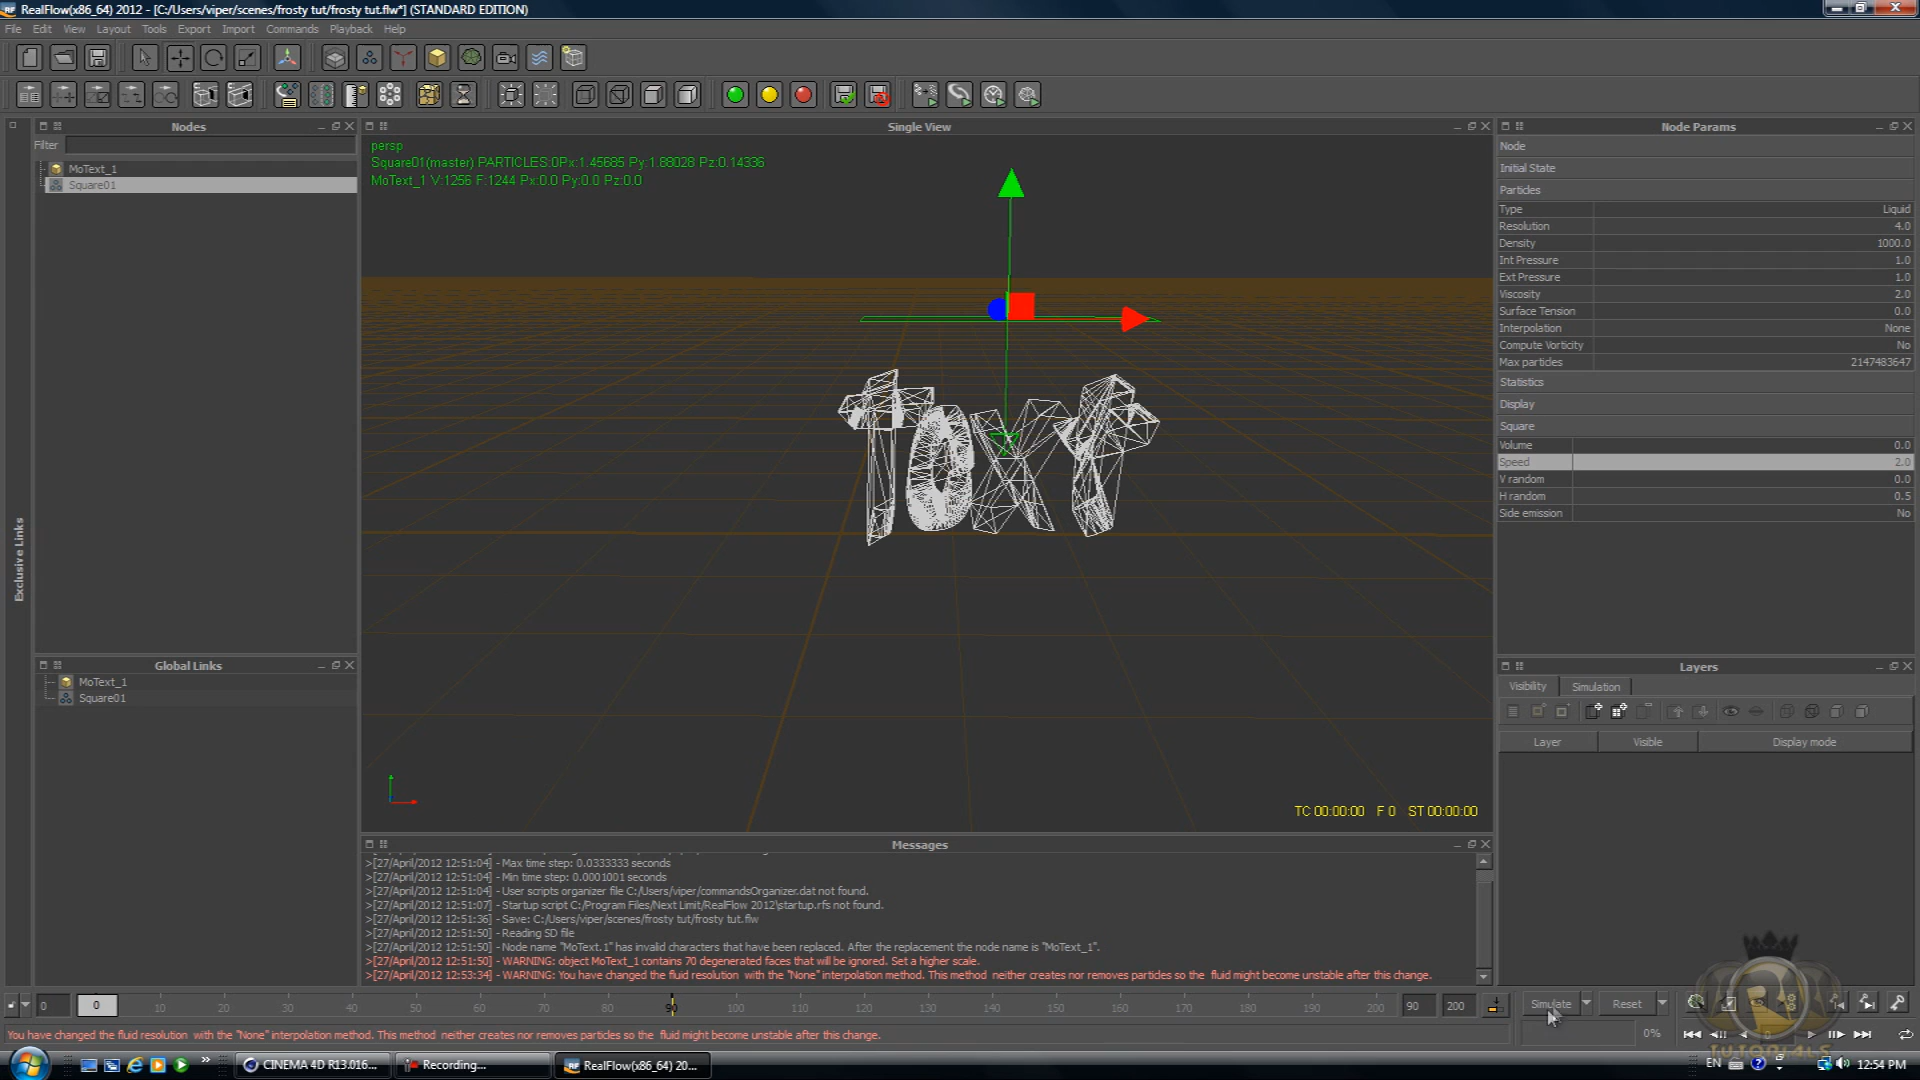 RealFlow(x86_64) 2012 - [C:/Users/viper/scenes/frosty tut/frosty tut.flw*] (STANDARD EDITION)
File Edit View Layout Tools Export Import Commands Playback Help
Nodes
Filter
MoText_1
Square01
Exclusive Links
Global Links
MoText_1
Square01
Single View
persp
Square01(master) PARTICLES:0Px:1.45685 Py:1.88028 Pz:0.14336
MoText_1 V:1256 F:1244 Px:0.0 Py:0.0 Pz:0.0
Text
TC 00:00:00 F 0 ST 00:00:00
Messages
>[27/April/2012 12:51:04] - Max time step: 0.0333333 seconds
>[27/April/2012 12:51:04] - Min time step: 0.0001001 seconds
>[27/April/2012 12:51:04] - User scripts organizer file C:/Users/viper/commandsOrganizer.dat not found.
>[27/April/2012 12:51:07] - Startup script C:/Program Files/Next Limit/RealFlow 2012\startup.rfs not found.
>[27/April/2012 12:51:36] - Save: C:/Users/viper/scenes/frosty tut/frosty tut.flw
>[27/April/2012 12:51:50] - Reading SD file
>[27/April/2012 12:51:50] - Node name "MoText.1" has invalid characters that have been replaced. After the replacement the node name is "MoText_1".
>[27/April/2012 12:51:50] - WARNING: object MoText_1 contains 70 degenerated faces that will be ignored. Set a higher scale.
>[27/April/2012 12:53:34] - WARNING: You have changed the fluid resolution with the "None" interpolation method. This method neither creates nor removes particles so the fluid might become unstable after this change.
Node Params
Node
Initial State
Particles
Type Liquid
Resolution 4.0
Density 1000.0
Int Pressure 1.0
Ext Pressure 1.0
Viscosity 2.0
Surface Tension 0.0
Interpolation None
Compute Vorticity No
Max particles 2147483647
Statistics
Display
Square
Volume 0.0
Speed 2.0
V random 0.0
H random 0.5
Side emission No
Layers
Visibility Simulation
Layer Visible Display mode
0 0 10 20 30 40 50 60 70 80 90 100 110 120 130 140 150 160 170 180 190 200 90 200
Simulate Reset
0%
You have changed the fluid resolution with the "None" interpolation method. This method neither creates nor removes particles so the fluid might become unstable after this change.
TUTORIALS
CINEMA 4D R13.016... Recording... RealFlow(x86_64) 20... EN 12:54 PM